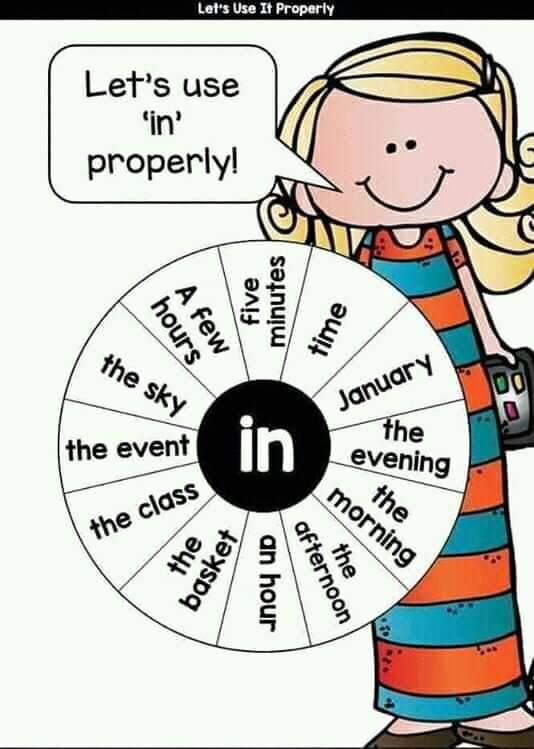 Let's Use It Properly
Let's use
'in'
properly!
five
minutes
time
January
the
evening
the
morning
the
afternoon
an hour
the
basket
the class
the event
the sky
A few
hours
in